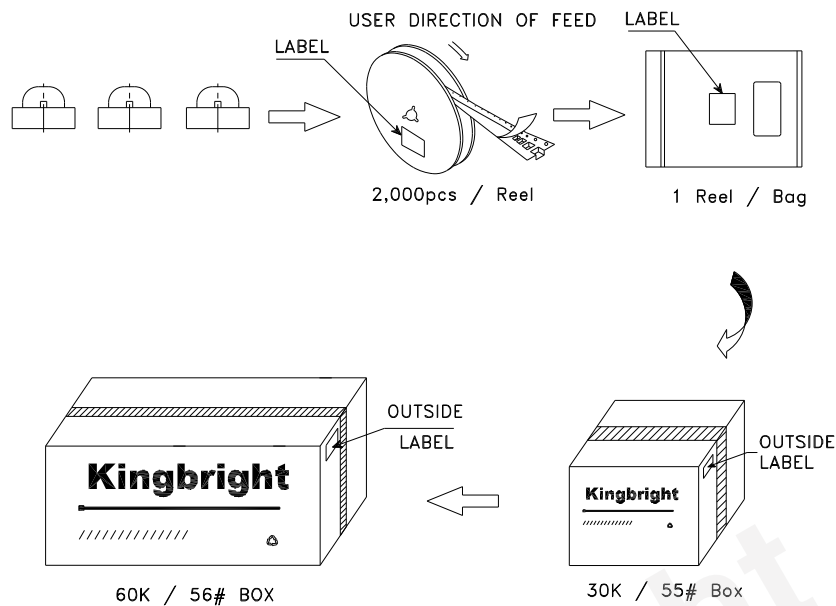 USER DIRECTION OF FEED
LABEL
LABEL
2,000pcs / Reel
1 Reel / Bag
OUTSIDE
LABEL
Kingbright
60K / 56# BOX
OUTSIDE
LABEL
Kingbright
30K / 55# Box